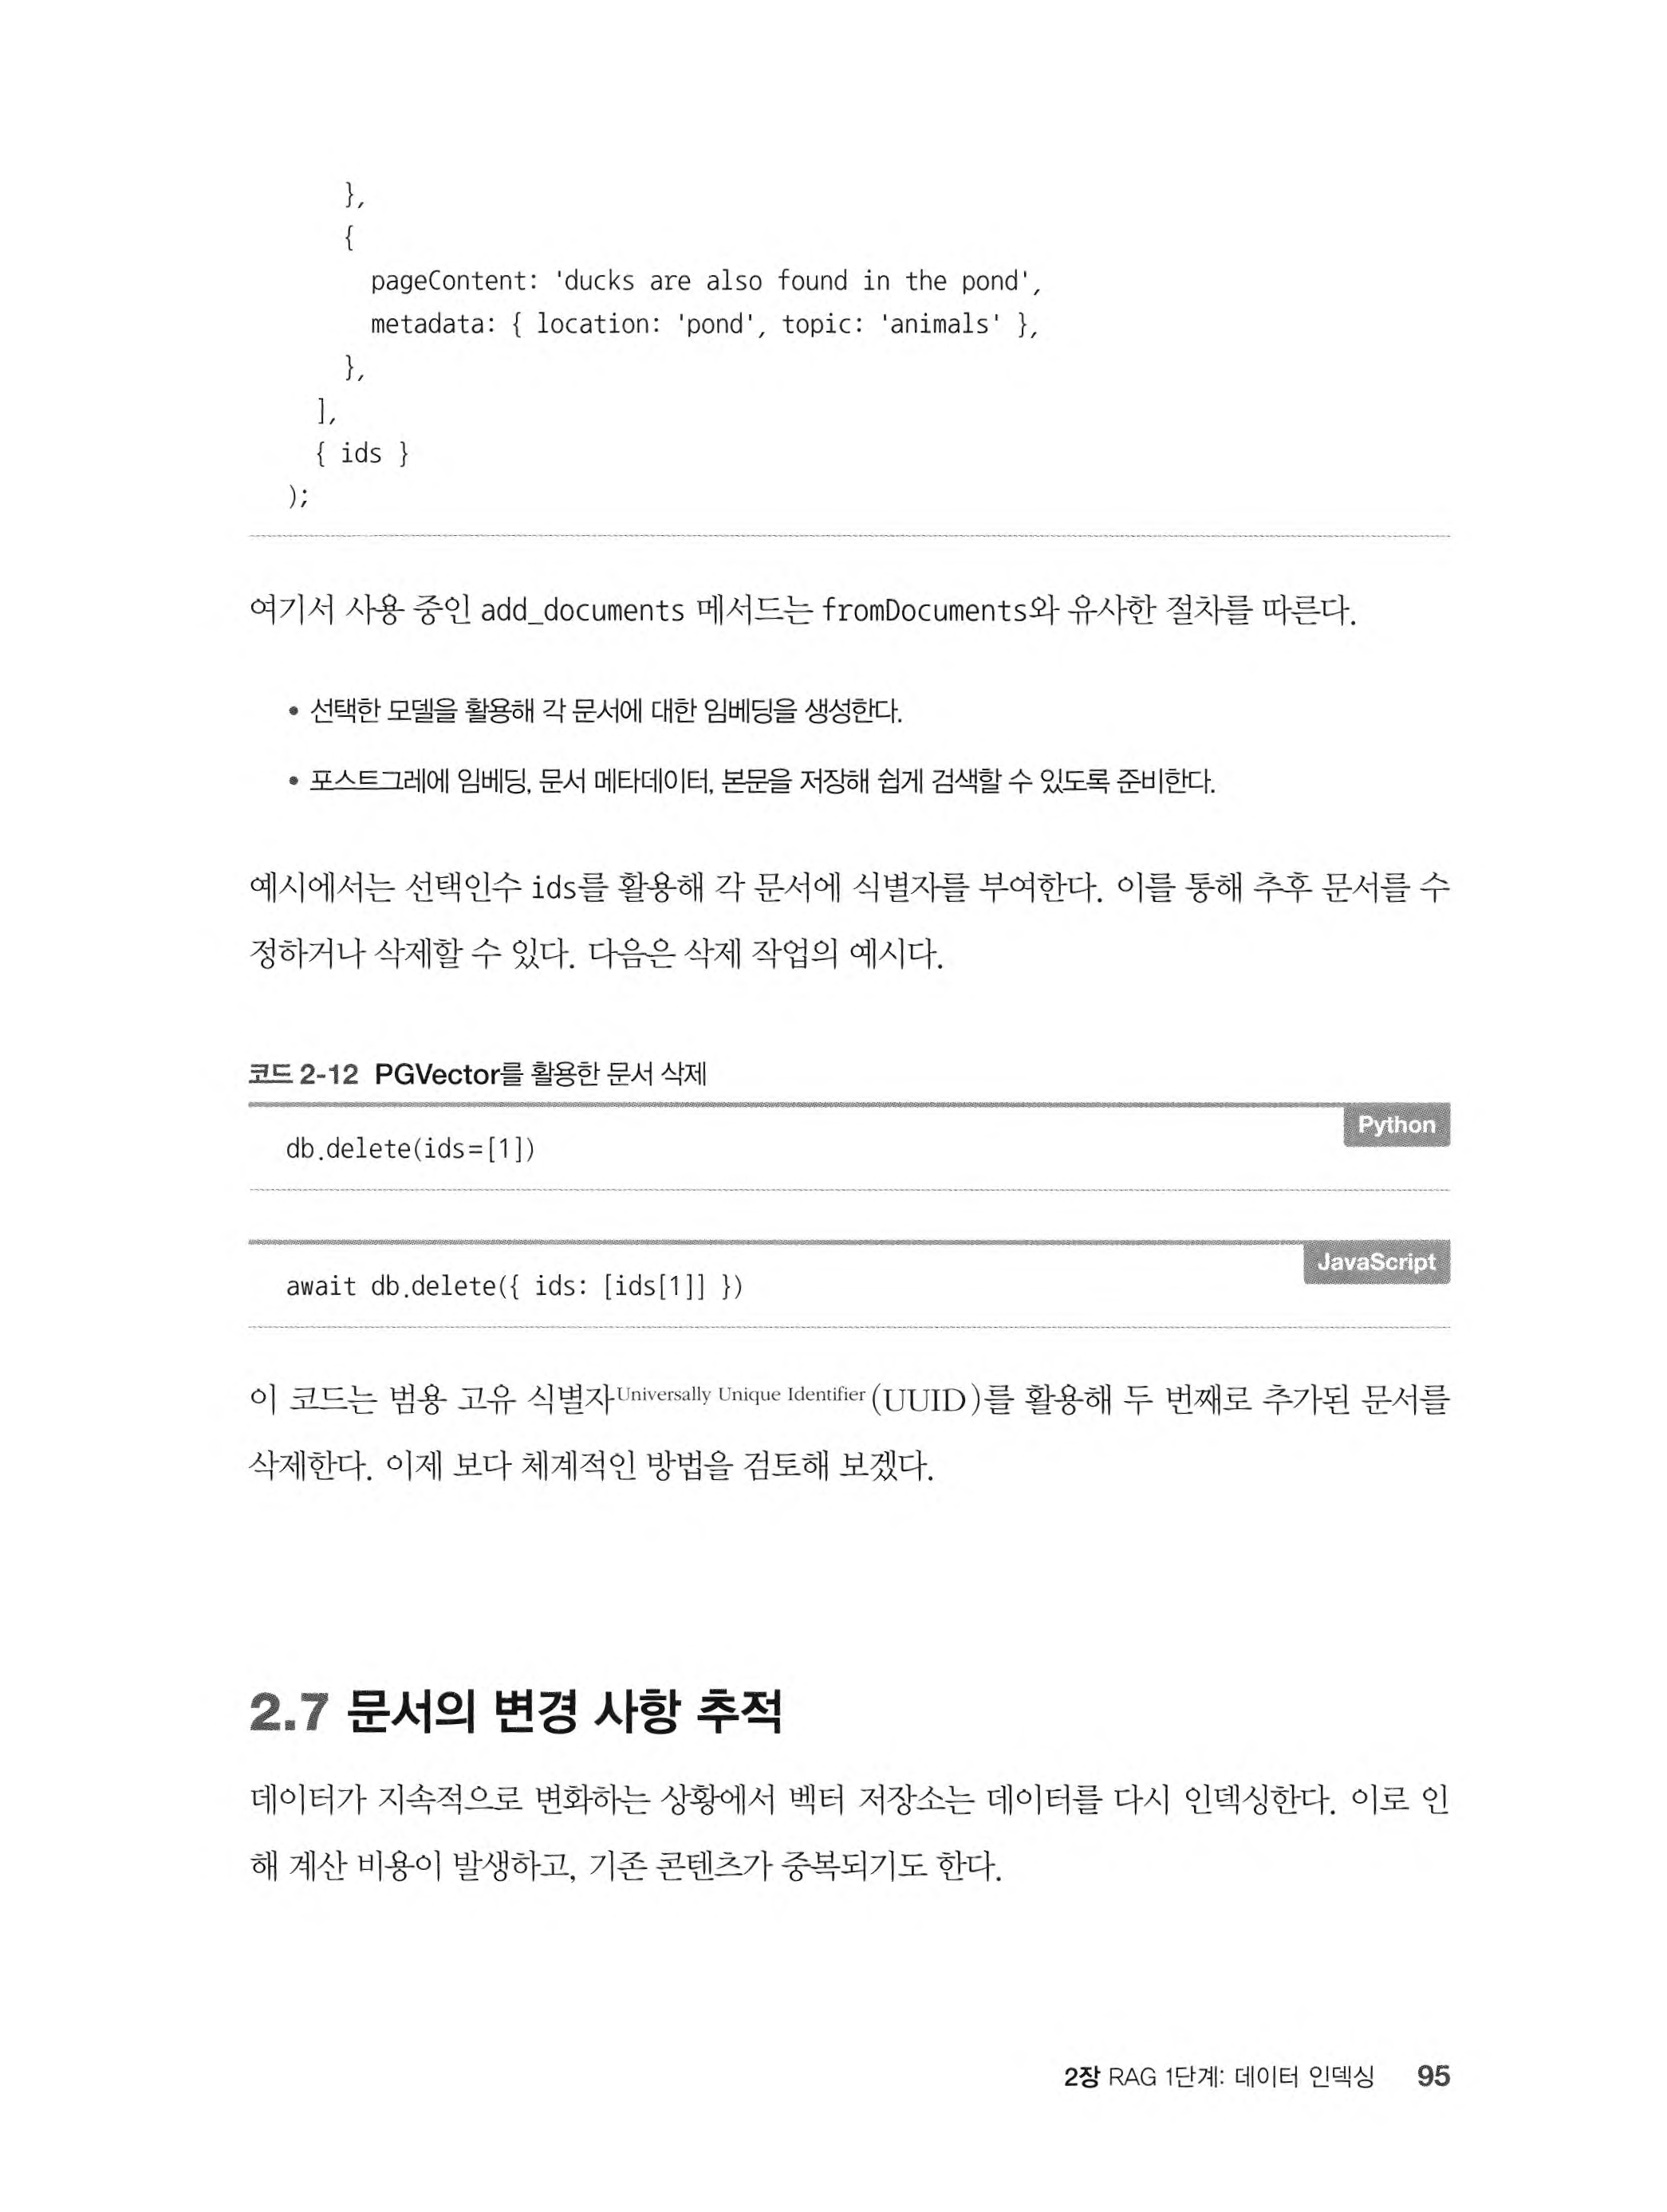 },
{
pageContent: 'ducks are also found in the pond',
metadata: { location: 'pond', topic: 'animals' },
},
],
{ ids }
);
여기서 사용 중인 add_documents 메서드는 fromDocuments와 유사한 절차를 따른다.
• 선택한 모델을 활용해 각 문서에 대한 임베딩을 생성한다.
• 포스트그레에 임베딩, 문서 메타데이터, 본문을 저장해 쉽게 검색할 수 있도록 준비한다.
예시에서는 선택인수 ids를 활용해 각 문서에 식별자를 부여한다. 이를 통해 추후 문서를 수
정하거나 삭제할 수 있다. 다음은 삭제 작업의 예시다.
코드 2-12 PGVector를 활용한 문서 삭제
Python
db.delete(ids=[1])
JavaScript
await db.delete({ ids: [ids[1]] })
이 코드는 범용 고유 식별자Universally Unique Identifier(UUID)를 활용해 두 번째로 추가된 문서를
삭제한다. 이제 보다 체계적인 방법을 검토해 보겠다.
2.7 문서의 변경 사항 추적
데이터가 지속적으로 변화하는 상황에서 벡터 저장소는 데이터를 다시 인덱싱한다. 이로 인
해 계산 비용이 발생하고, 기존 콘텐츠가 중복되기도 한다.
2장 RAG 1단계: 데이터 인덱싱 95